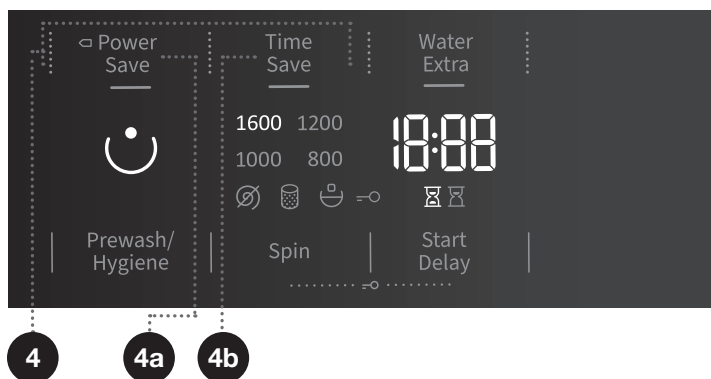 Power
Save
Time
Save
Water
Extra
1600 1200
1000 800
18:88
Prewash/
Hygiene
Spin
Start
Delay
4
4a
4b